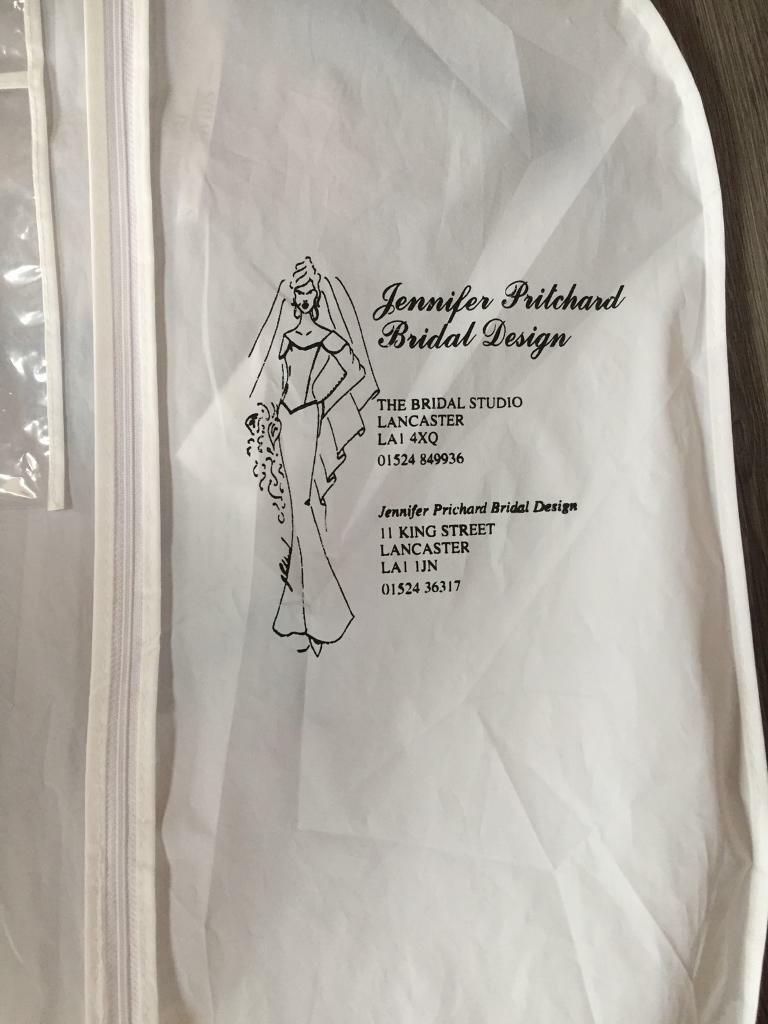 Jennifer Pritchard
Bridal Design
THE BRIDAL STUDIO
LANCASTER
LA1 4XQ
01524 849936
Jennifer Prichard Bridal Design
11 KING STREET
LANCASTER
LA1 1JN
01524 36317